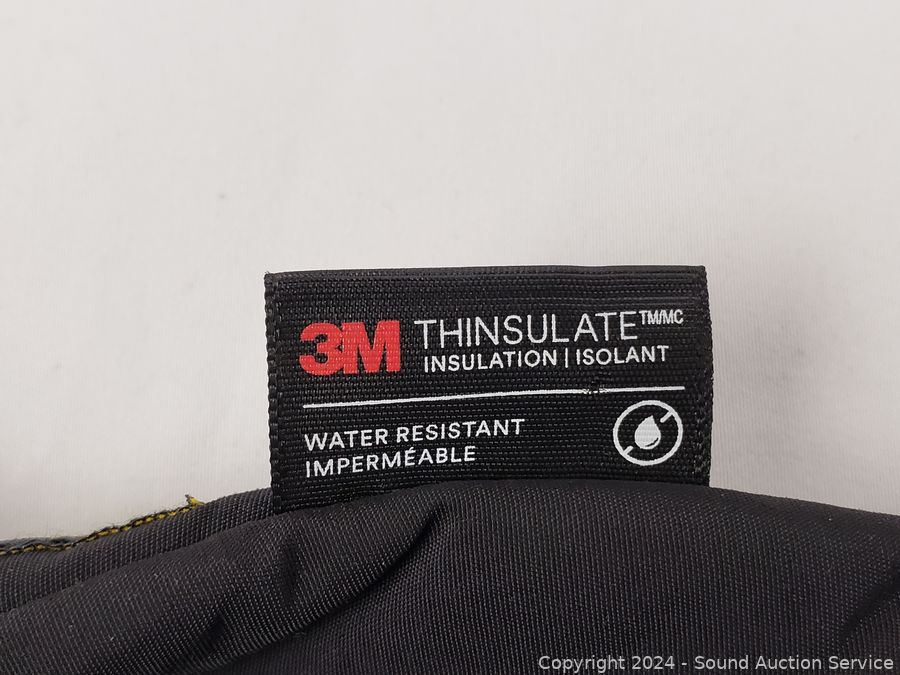 3M THINSULATE™/MC
INSULATION | ISOLANT
WATER RESISTANT
IMPERMÉABLE
Copyright 2024 - Sound Auction Service